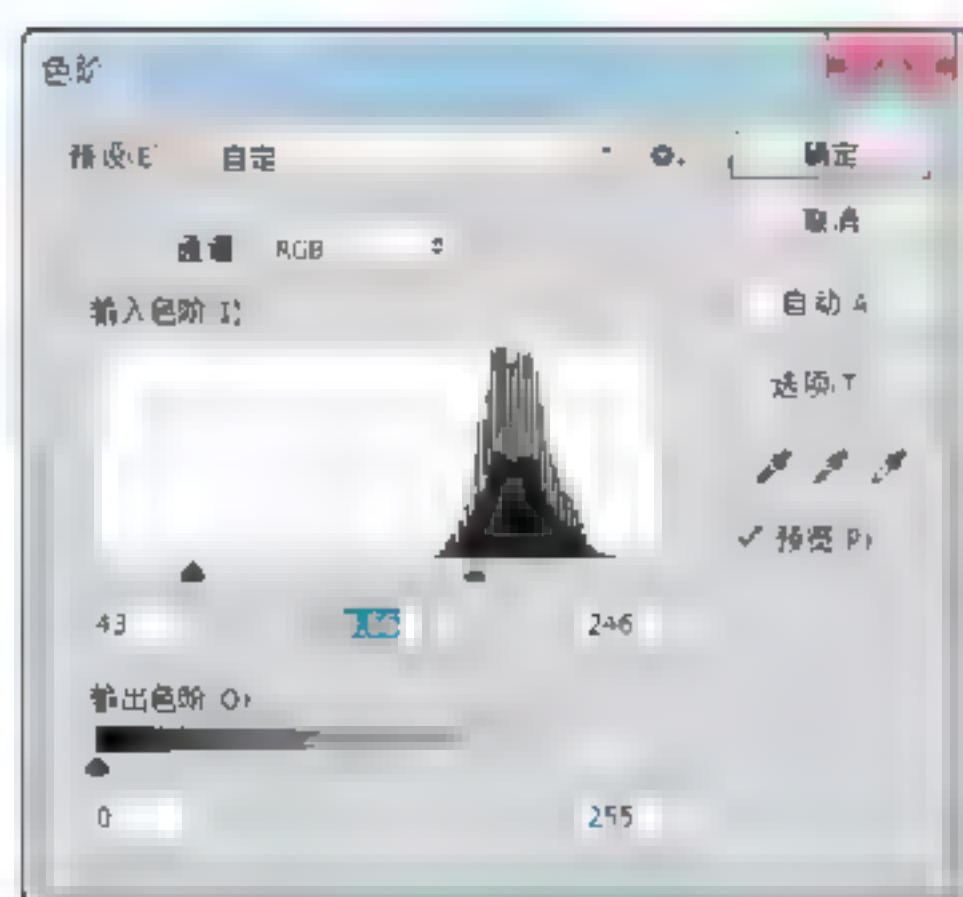 色阶
预设(E) 自定 确定
通道 RGB 取消
输入色阶(I) 自动(A)
选项(T)
预览(P)
43 246
输出色阶(O)
0 255